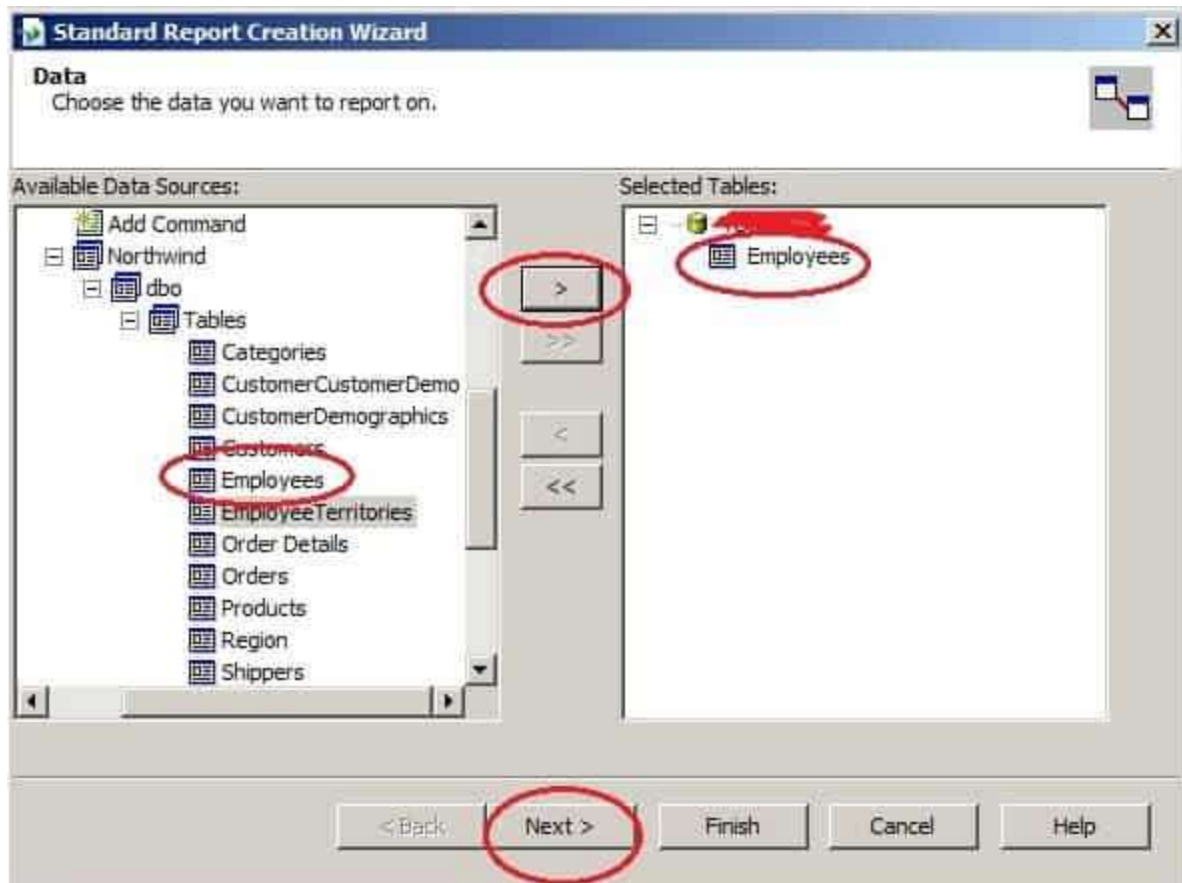 Standard Report Creation Wizard
Data
Choose the data you want to report on.
Available Data Sources:
Add Command
Northwind
dbo
Tables
Categories
CustomerCustomerDemo
CustomerDemographics
Customers
Employees
EmployeeTerritories
Order Details
Orders
Products
Region
Shippers
>
>>
<
<<
Selected Tables:
Employees
< Back
Next >
Finish
Cancel
Help